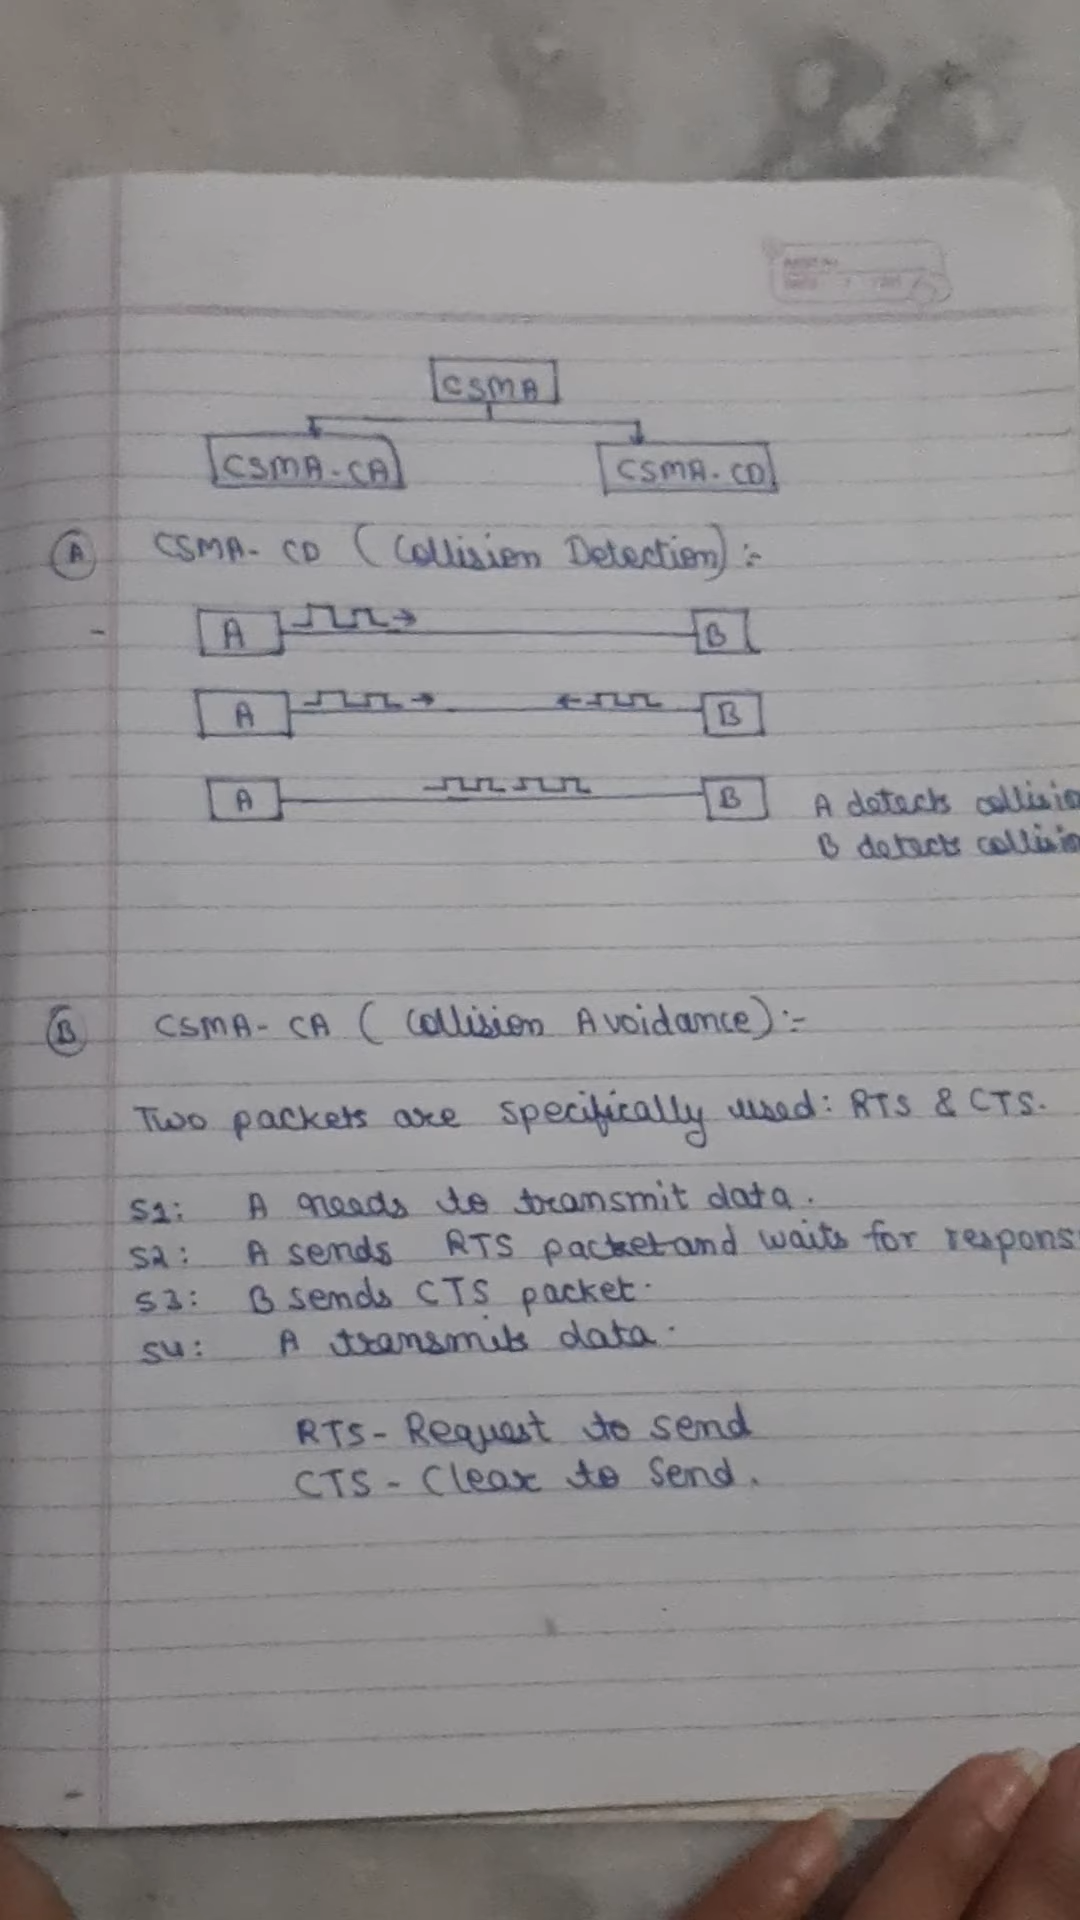 CSMA
CSMA-CA CSMA-CD
A CSMA-CD (Collision Detection):-
A B
A B
A B A detects collisio
B detects collisio
B CSMA-CA (Collision Avoidance):-
Two packets are specifically used: RTS & CTS.
S1: A needs to transmit data.
S2: A sends RTS packet and waits for respons
S3: B sends CTS packet.
S4: A transmits data.
RTS - Request to send
CTS - Clear to Send.